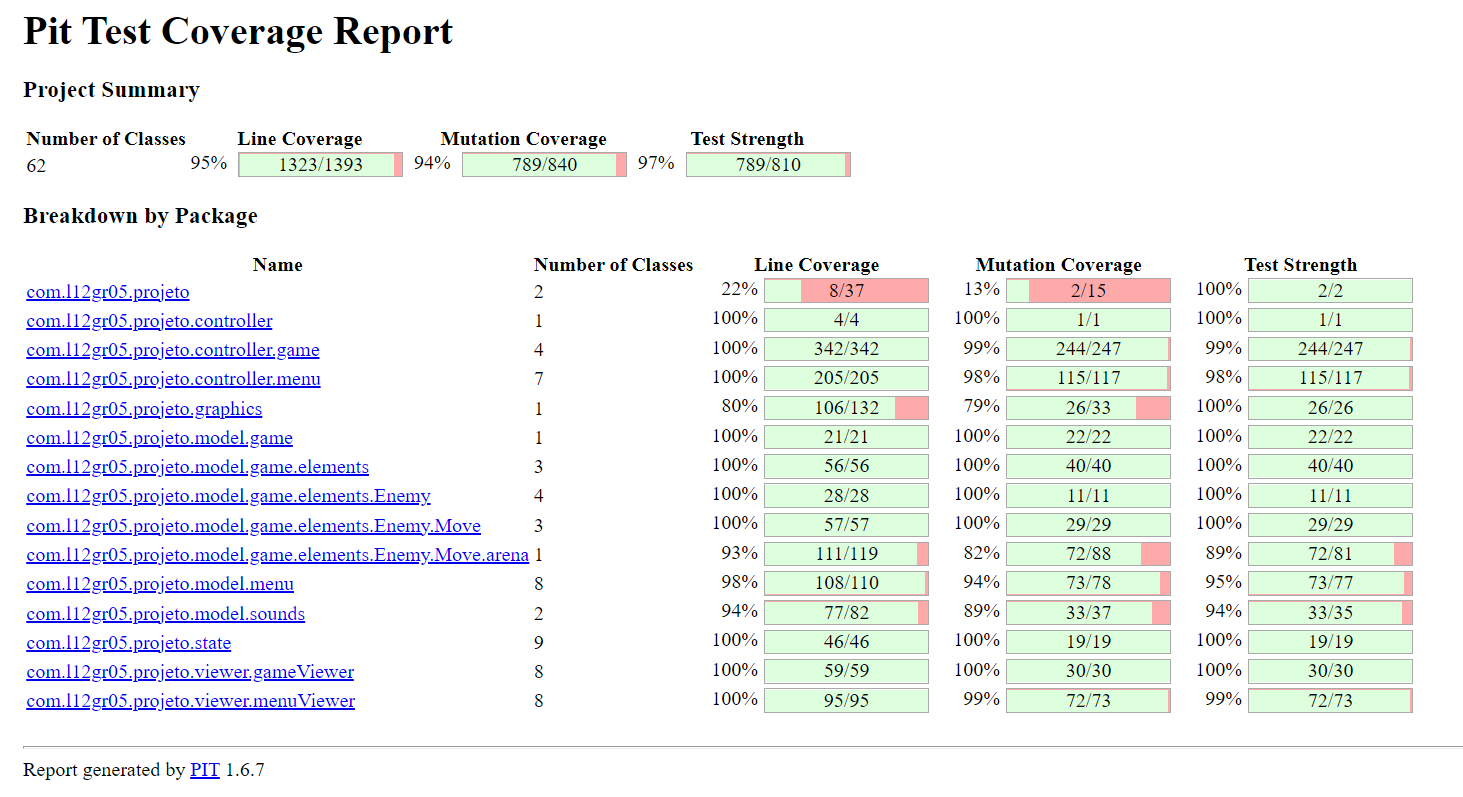 Pit Test Coverage Report
Project Summary
Number of Classes Line Coverage Mutation Coverage Test Strength
62 95% 1323/1393 94% 789/840 97% 789/810
Breakdown by Package
Name Number of Classes Line Coverage Mutation Coverage Test Strength
com.l12gr05.projeto 2 22% 8/37 13% 2/15 100% 2/2
com.l12gr05.projeto.controller 1 100% 4/4 100% 1/1 100% 1/1
com.l12gr05.projeto.controller.game 4 100% 342/342 99% 244/247 99% 244/247
com.l12gr05.projeto.controller.menu 7 100% 205/205 98% 115/117 98% 115/117
com.l12gr05.projeto.graphics 1 80% 106/132 79% 26/33 100% 26/26
com.l12gr05.projeto.model.game 1 100% 21/21 100% 22/22 100% 22/22
com.l12gr05.projeto.model.game.elements 3 100% 56/56 100% 40/40 100% 40/40
com.l12gr05.projeto.model.game.elements.Enemy 4 100% 28/28 100% 11/11 100% 11/11
com.l12gr05.projeto.model.game.elements.Enemy.Move 3 100% 57/57 100% 29/29 100% 29/29
com.l12gr05.projeto.model.game.elements.Enemy.Move.arena 1 93% 111/119 82% 72/88 89% 72/81
com.l12gr05.projeto.model.menu 8 98% 108/110 94% 73/78 95% 73/77
com.l12gr05.projeto.model.sounds 2 94% 77/82 89% 33/37 94% 33/35
com.l12gr05.projeto.state 9 100% 46/46 100% 19/19 100% 19/19
com.l12gr05.projeto.viewer.gameViewer 8 100% 59/59 100% 30/30 100% 30/30
com.l12gr05.projeto.viewer.menuViewer 8 100% 95/95 99% 72/73 99% 72/73
Report generated by PIT 1.6.7